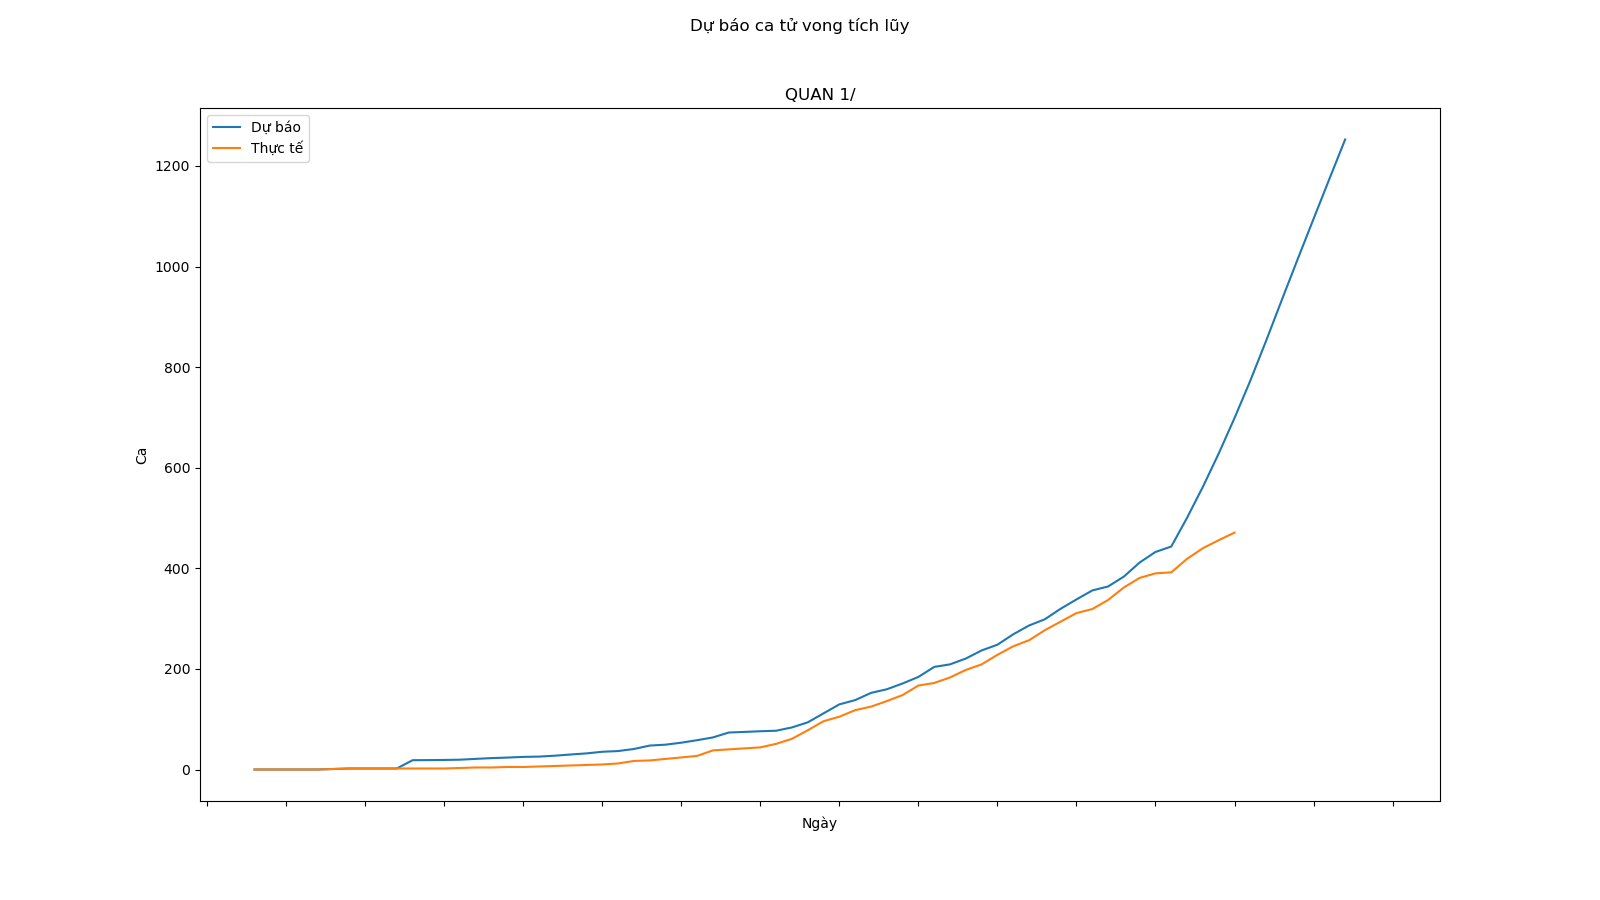 Dự báo ca tử vong tích lũy
QUAN 1/
Dự báo
Thực tế
1200
1000
800
600
400
200
0
Ca
Ngày